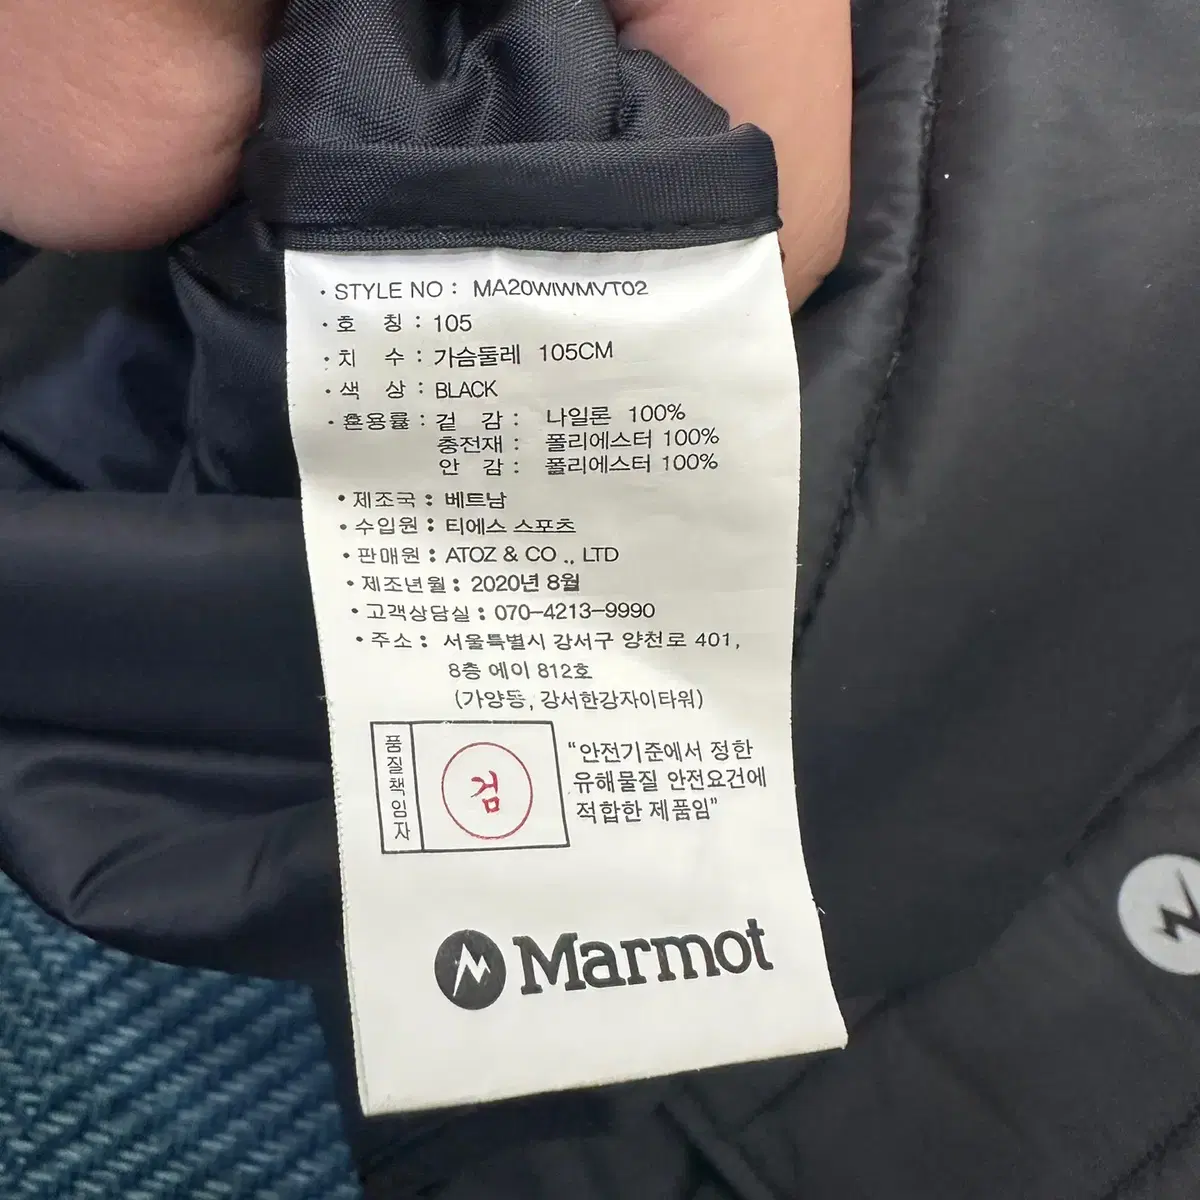 · STYLE NO : MA20WIWMVT02
· 호 칭 : 105
· 치 수 : 가슴둘레 105CM
· 색 상 : BLACK
· 혼용률 : 겉 감 : 나일론 100%
충전재 : 폴리에스터 100%
안 감 : 폴리에스터 100%
• 제조국 : 베트남
• 수입원 : 티에스 스포츠
• 판매원 : ATOZ & CO ., LTD
• 제조년월 : 2020년 8월
• 고객상담실 : 070-4213-9990
• 주소 : 서울특별시 강서구 양천로 401,
8층 에이 812호
(가양동, 강서한강자이타워)
품질책임자
검
“안전기준에서 정한
유해물질 안전요건에
적합한 제품임”
Marmot